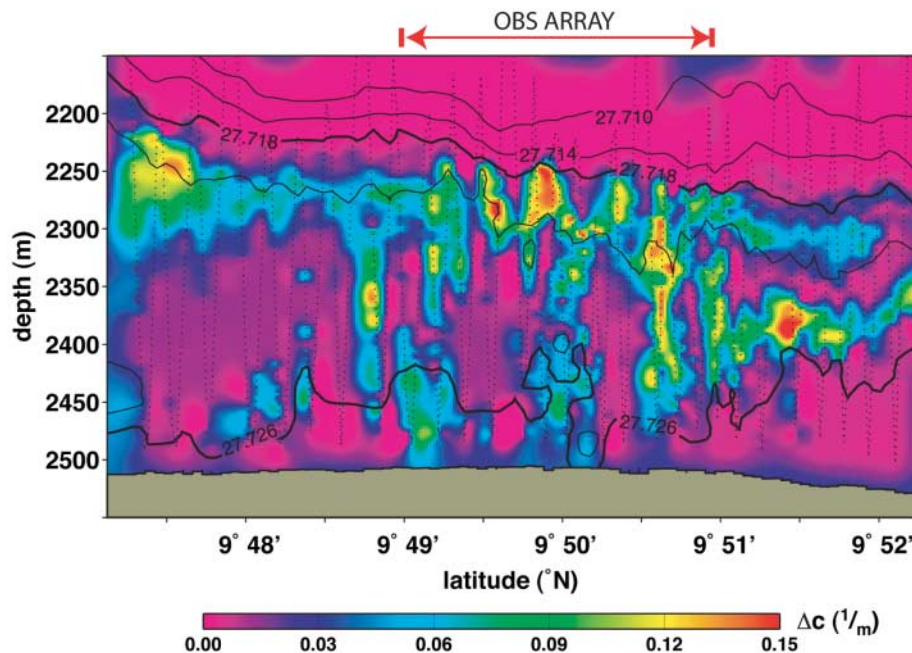 OBS ARRAY
2200
27.710
27.718
27.714
27.718
2250
2300
depth (m)
2350
2400
2450
27.726
27.726
2500
9° 48' 9° 49' 9° 50' 9° 51' 9° 52'
latitude (°N)
Δc (1/m)
0.00 0.03 0.06 0.09 0.12 0.15